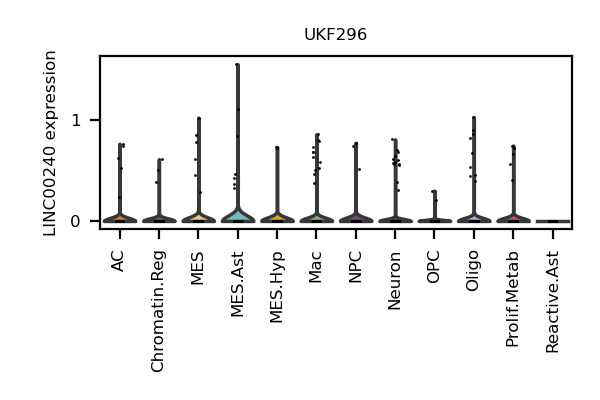 UKF296
LINC00240 expression
1
0
AC
Chromatin.Reg
MES
MES.Ast
MES.Hyp
Mac
NPC
Neuron
OPC
Oligo
Prolif.Metab
Reactive.Ast